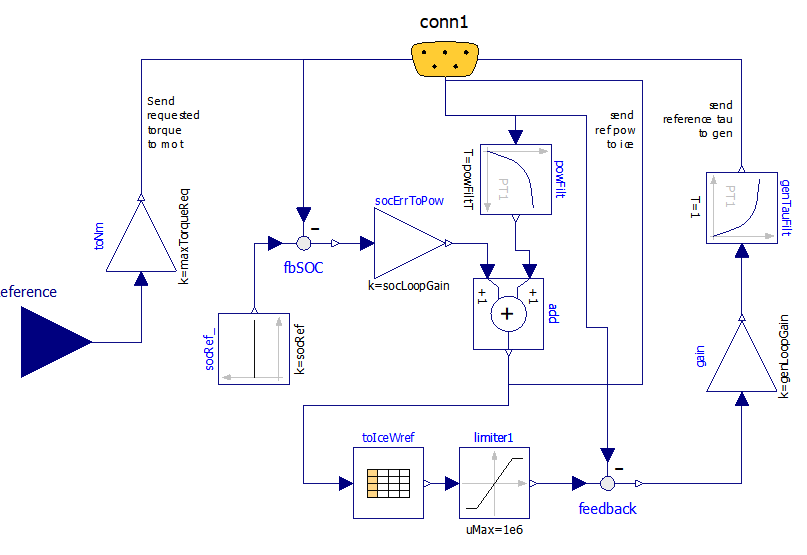 conn1
Send
requested
torque
to mot
send
ref pow
to ice
send
reference tau
to gen
T=powFiltT
PT1
powFilt
T=1
PT1
genTauFilt
toNm
k=maxTorqueReq
socErrToPow
-
fbSOC
k=socLoopGain
eference
+1
+1
+
add
socRef_
k=socRef
gain
k=genLoopGain
toIceWref
limiter1
-
uMax=1e6
feedback